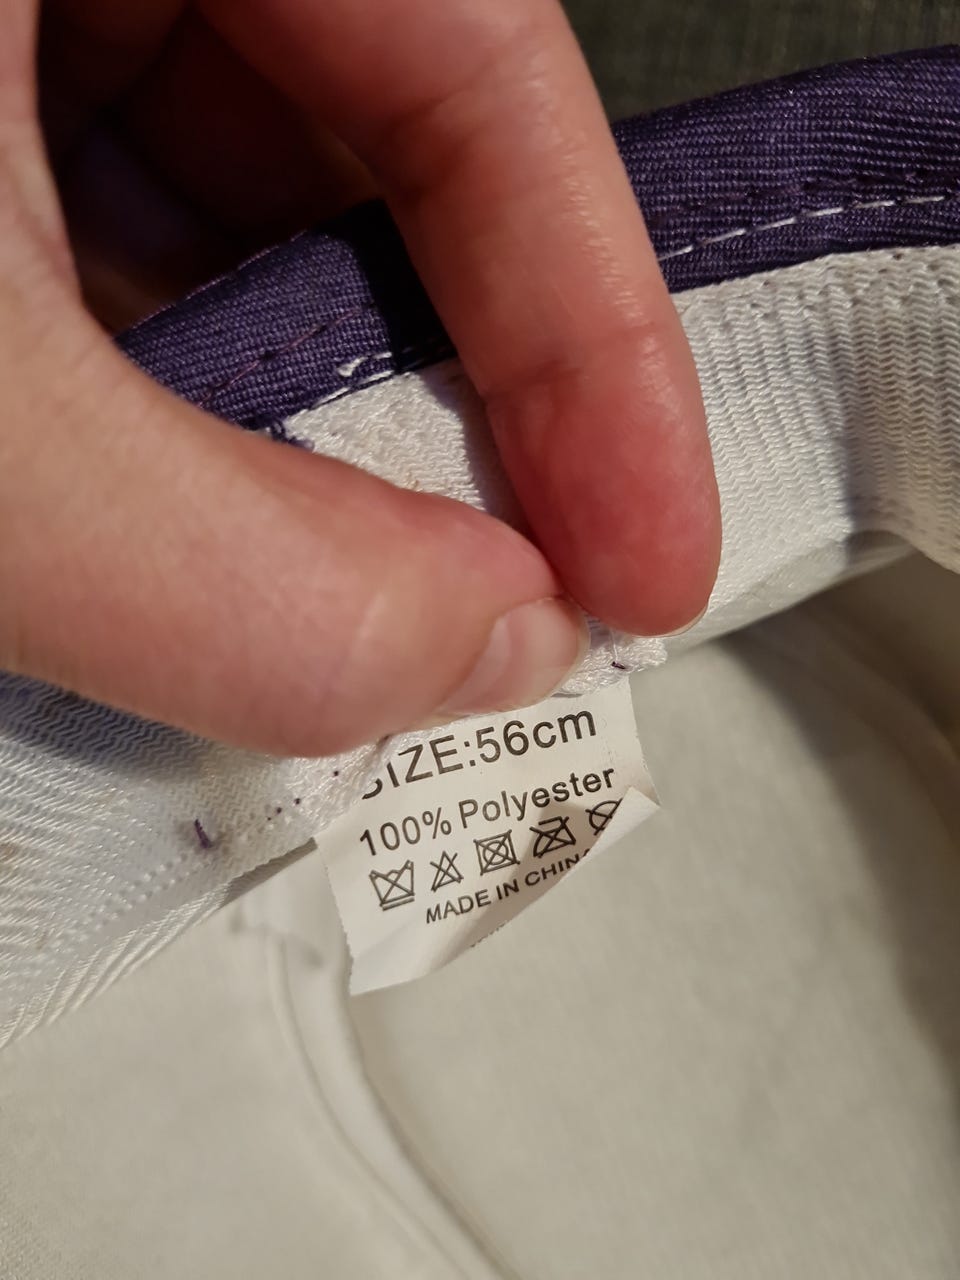 SIZE:56cm
100% Polyester
MADE IN CHINA